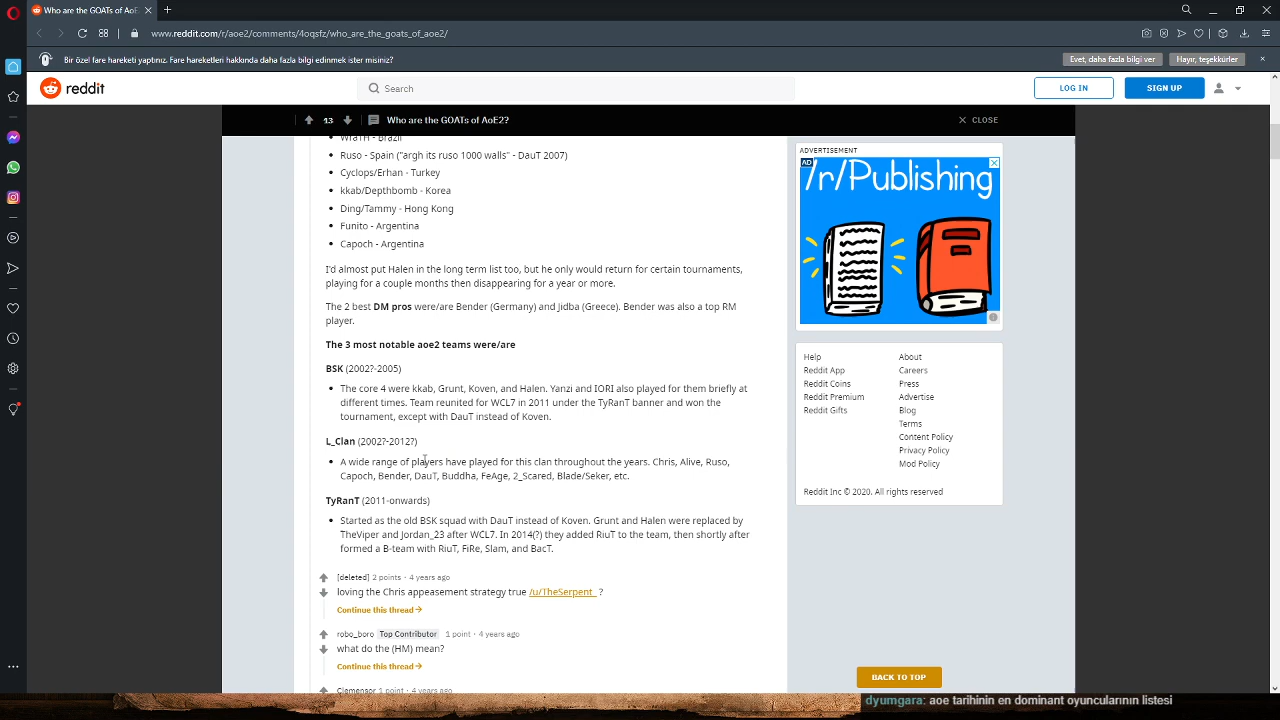 Who are the GOATs of AoE2?
www.reddit.com/r/aoe2/comments/4oqsfz/who_are_the_goats_of_aoe2/
Bir özel fare hareketi yaptınız. Fare hareketleri hakkında daha fazla bilgi edinmek ister misiniz?
Evet, daha fazla bilgi ver
Hayır, teşekkürler
reddit
Search
LOG IN
SIGN UP
13
Who are the GOATs of AoE2?
CLOSE
WraTH - Brazil
Ruso - Spain ("argh its ruso 1000 walls" - DauT 2007)
Cyclops/Erhan - Turkey
kkab/Depthbomb - Korea
Ding/Tammy - Hong Kong
Funito - Argentina
Capoch - Argentina
I'd almost put Halen in the long term list too, but he only would return for certain tournaments,
playing for a couple months then disappearing for a year or more.
The 2 best DM pros were/are Bender (Germany) and Jidba (Greece). Bender was also a top RM
player.
The 3 most notable aoe2 teams were/are
BSK (2002?-2005)
The core 4 were kkab, Grunt, Koven, and Halen. Yanzi and IORI also played for them briefly at
different times. Team reunited for WCL7 in 2011 under the TyRanT banner and won the
tournament, except with DauT instead of Koven.
L_Clan (2002?-2012?)
A wide range of players have played for this clan throughout the years. Chris, Alive, Ruso,
Capoch, Bender, DauT, Buddha, FeAge, 2_Scared, Blade/Seker, etc.
TyRanT (2011-onwards)
Started as the old BSK squad with DauT instead of Koven. Grunt and Halen were replaced by
TheViper and Jordan_23 after WCL7. In 2014(?) they added RiuT to the team, then shortly after
formed a B-team with RiuT, FiRe, Slam, and BacT.
[deleted] 2 points · 4 years ago
loving the Chris appeasement strategy true /u/TheSerpent_ ?
Continue this thread
robo_boro Top Contributor 1 point · 4 years ago
what do the (HM) mean?
Continue this thread
Clemensor 1 point · 4 years ago
ADVERTISEMENT
AD
/r/Publishing
Help
About
Reddit App
Careers
Reddit Coins
Press
Reddit Premium
Advertise
Reddit Gifts
Blog
Terms
Content Policy
Privacy Policy
Mod Policy
Reddit Inc © 2020. All rights reserved
BACK TO TOP
dyumgara: aoe tarihinin en dominant oyuncularının listesi